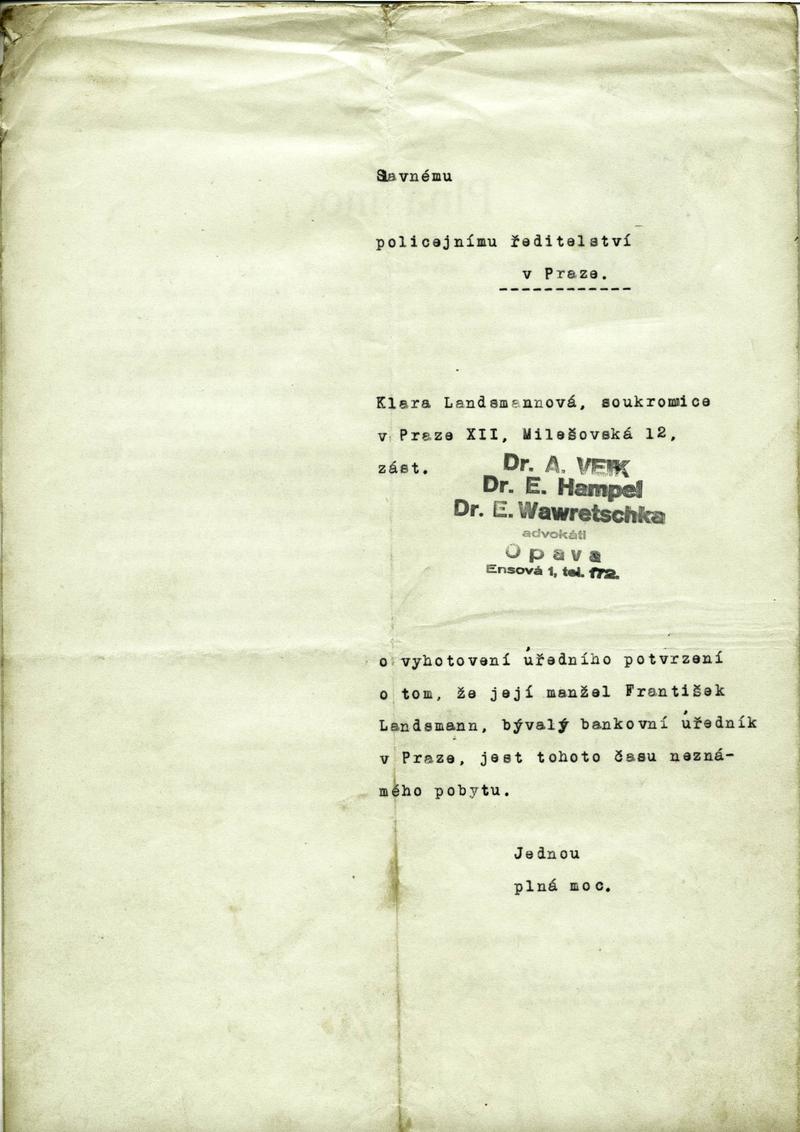 Slavnému
policejnímu ředitelství
v Praze.
Klara Landsmannová, soukromnice
v Praze XII, Milešovská 12,
zást.
Dr. A. VEIK
Dr. E. Hampel
Dr. E. Wawretschka
advokáti
Opava
Ensová 1, tel. 172.
o vyhotovení úředního potvrzení
o tom, že její manžel František
Landsmann, bývalý bankovní úředník
v Praze, jest tohoto času nezná-
mého pobytu.
Jednou
plná moc.